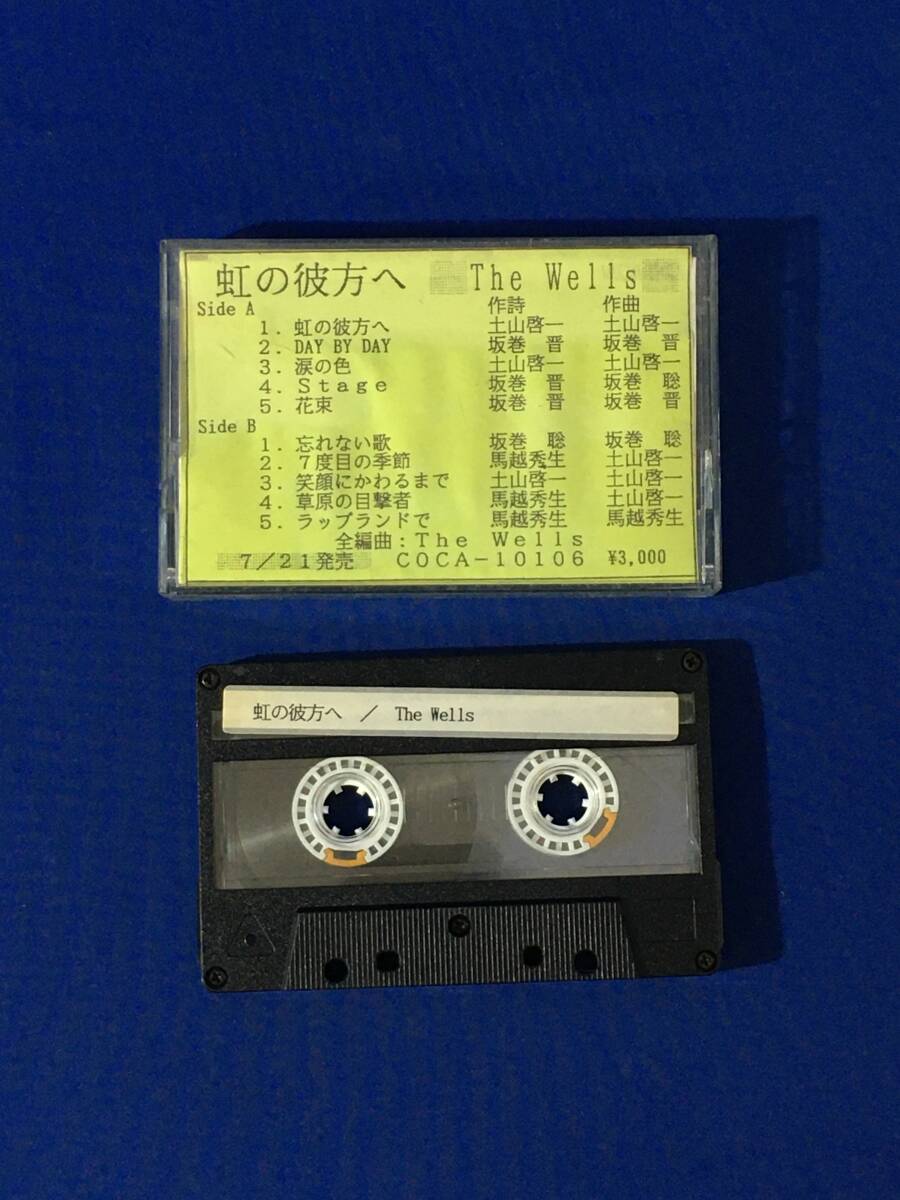 虹の彼方へ The Wells
Side A 作詩 作曲
1．虹の彼方へ 土山啓一 土山啓一
2．DAY BY DAY 坂巻 晋 坂巻 晋
3．涙の色 土山啓一 土山啓一
4．Ｓｔａｇｅ 坂巻 晋 坂巻 聡
5．花束 坂巻 晋 坂巻 晋
Side B
1．忘れない歌 坂巻 聡 坂巻 聡
2．７度目の季節 馬越秀生 土山啓一
3．笑顔にかわるまで 土山啓一 土山啓一
4．草原の目撃者 馬越秀生 土山啓一
5．ラップランドで 馬越秀生 馬越秀生
全編曲：Ｔｈｅ Ｗｅｌｌｓ
７／２１発売 ＣＯＣＡ－１０１０６ ¥3,000
虹の彼方へ ／ The Wells